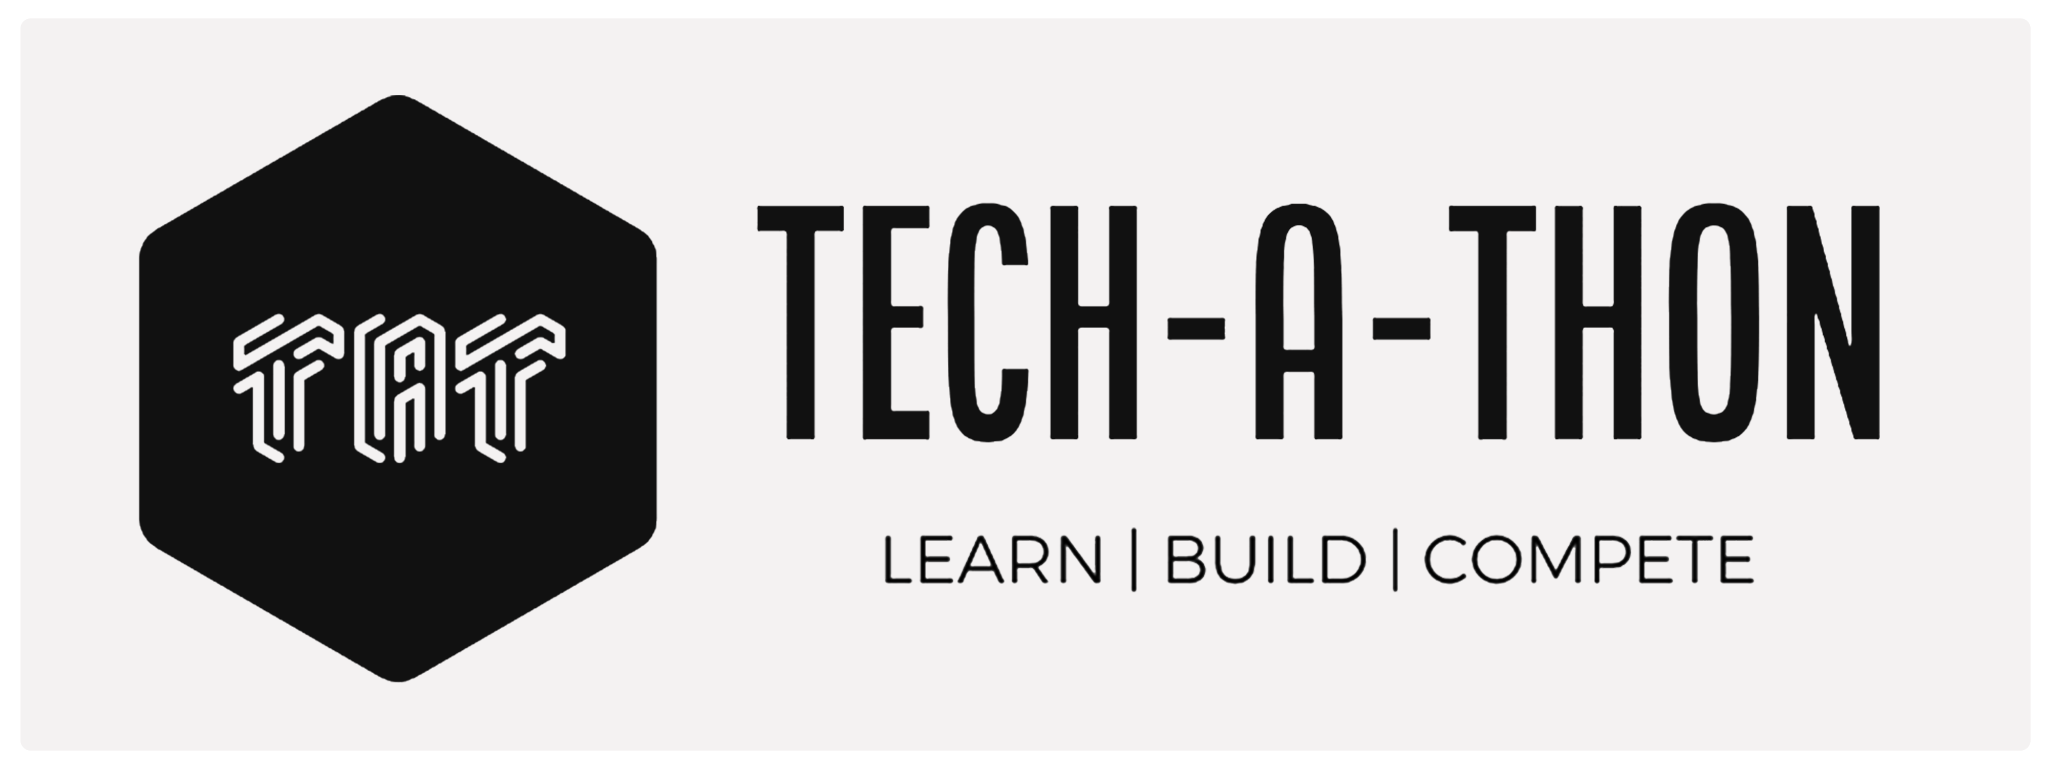 TAT
TECH-A-THON
LEARN | BUILD | COMPETE